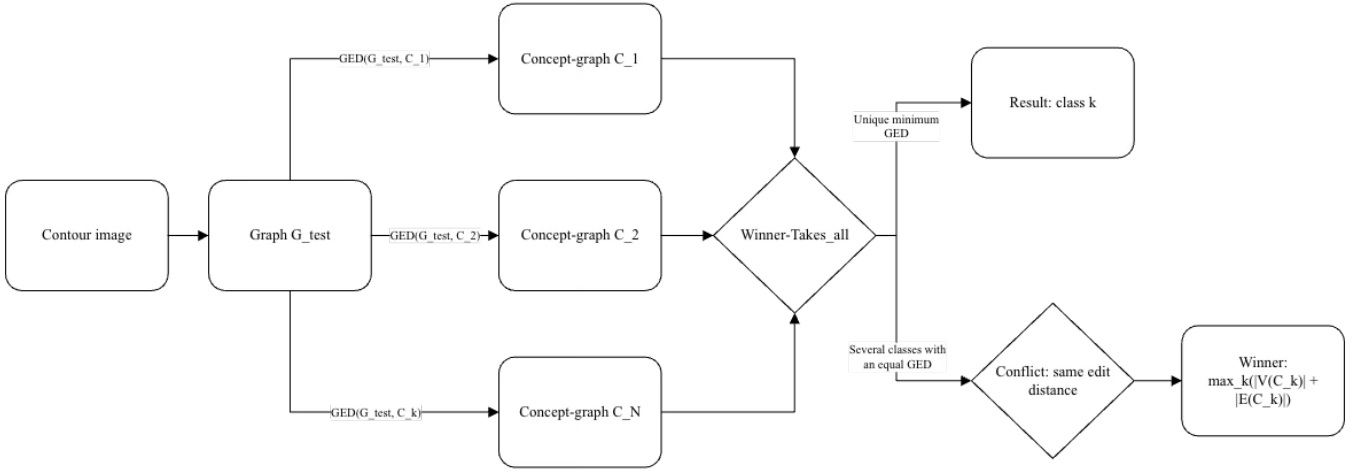 GED(G_test, C_1)
Concept-graph C_1
Result: class k
Unique minimum
GED
Contour image
Graph G_test
GED(G_test, C_2)
Concept-graph C_2
Winner-Takes_all
Several classes with
an equal GED
Conflict: same edit
distance
Winner:
max_k(|V(C_k)| +
|E(C_k)|)
GED(G_test, C_k)
Concept-graph C_N